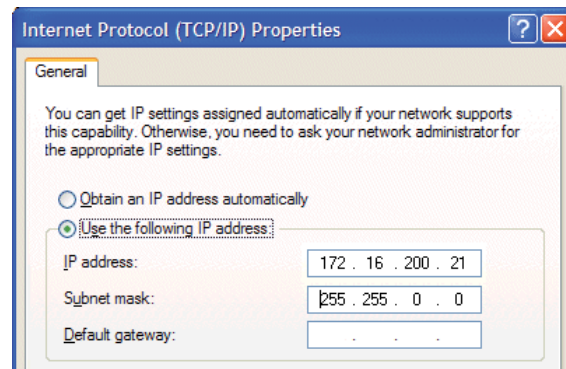 Internet Protocol (TCP/IP) Properties
General
You can get IP settings assigned automatically if your network supports
this capability. Otherwise, you need to ask your network administrator for
the appropriate IP settings.
Obtain an IP address automatically
Use the following IP address:
IP address: 172 . 16 . 200 . 21
Subnet mask: 255 . 255 . 0 . 0
Default gateway: . . .